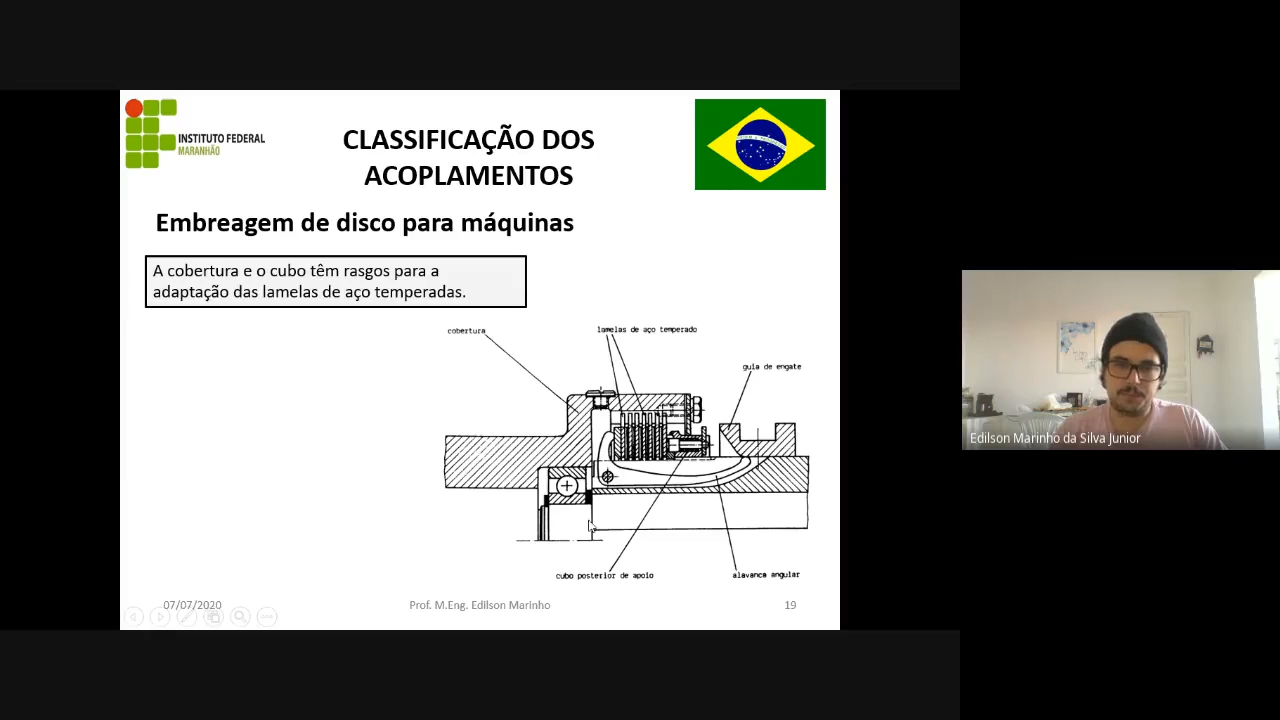 INSTITUTO FEDERAL
MARANHÃO
CLASSIFICAÇÃO DOS
ACOPLAMENTOS
Embreagem de disco para máquinas
A cobertura e o cubo têm rasgos para a
adaptação das lamelas de aço temperadas.
cobertura
lamelas de aço temperado
guia de engate
cubo posterior de apoio
alavanca angular
07/07/2020
Prof. M.Eng. Edilson Marinho
19
Edilson Marinho da Silva Junior